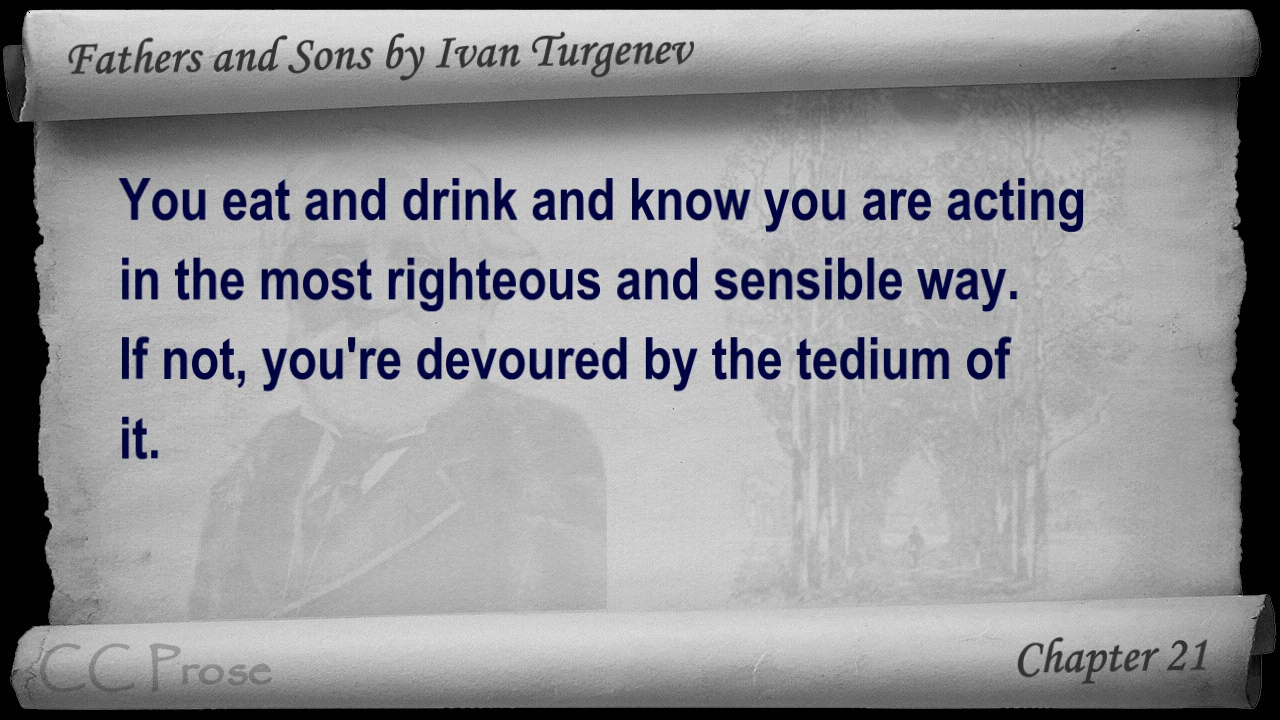 Fathers and Sons by Ivan Turgenev
You eat and drink and know you are acting
in the most righteous and sensible way.
If not, you're devoured by the tedium of
it.
CC Prose
Chapter 21